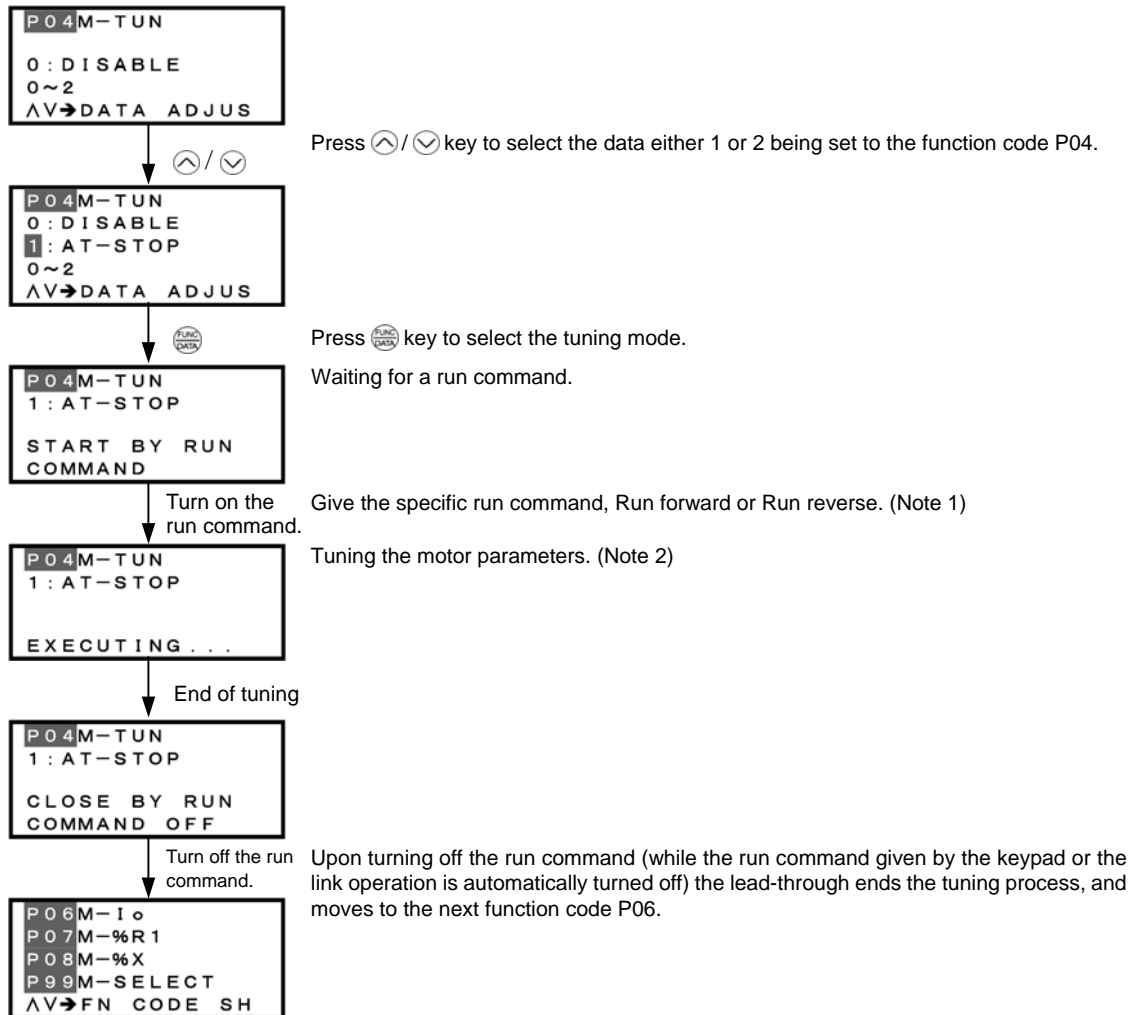 P04M-TUN
0:DISABLE
0~2
∧∨➔DATA ADJUS
∧/∨
Press ∧/∨ key to select the data either 1 or 2 being set to the function code P04.
P04M-TUN
0:DISABLE
1:AT-STOP
0~2
∧∨➔DATA ADJUS
FUNC
DATA
Press FUNC DATA key to select the tuning mode.
P04M-TUN
1:AT-STOP
START BY RUN
COMMAND
Waiting for a run command.
Turn on the
run command.
Give the specific run command, Run forward or Run reverse. (Note 1)
P04M-TUN
1:AT-STOP
EXECUTING...
Tuning the motor parameters. (Note 2)
End of tuning
P04M-TUN
1:AT-STOP
CLOSE BY RUN
COMMAND OFF
Turn off the run
command.
Upon turning off the run command (while the run command given by the keypad or the
link operation is automatically turned off) the lead-through ends the tuning process, and
moves to the next function code P06.
P06M-Io
P07M-%R1
P08M-%X
P99M-SELECT
∧∨➔FN CODE SH